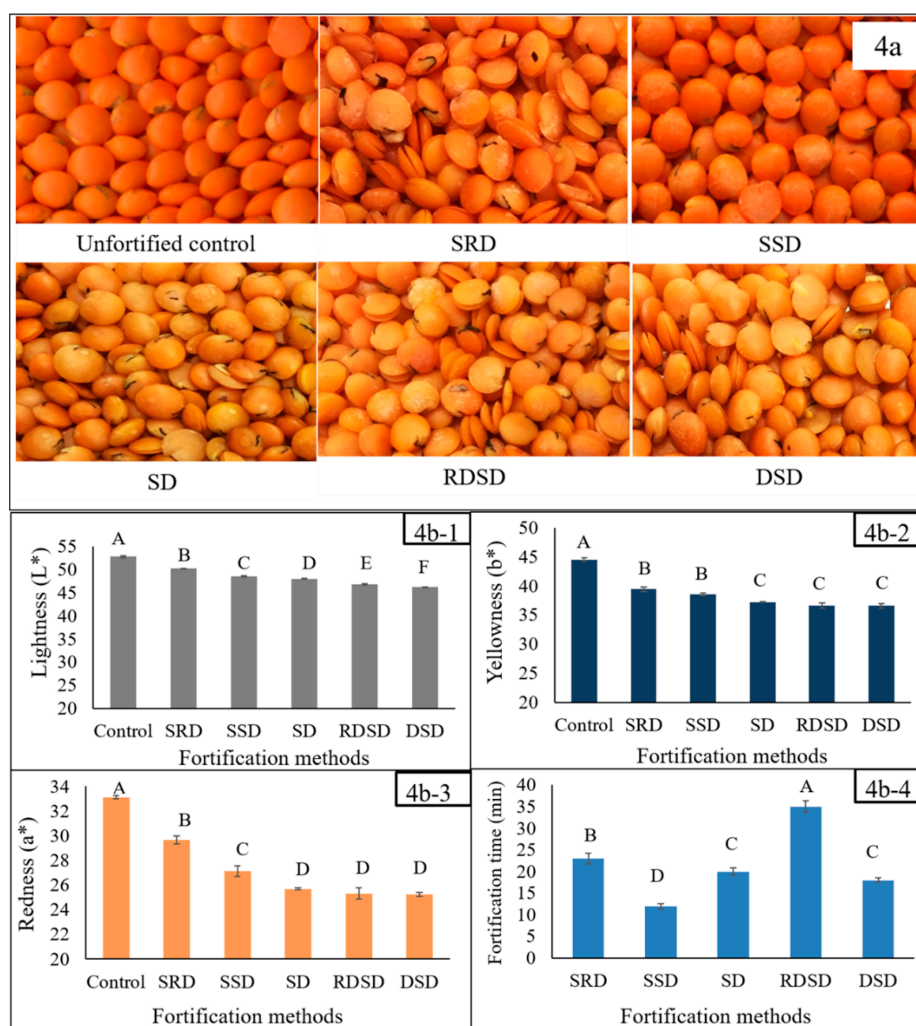 4a
Unfortified control
SRD
SSD
SD
RDSD
DSD
4b-1
Lightness (L*)
55
50
45
40
35
30
25
20
A
B
C
D
E
F
Control
SRD
SSD
SD
RDSD
DSD
Fortification methods
4b-2
Yellowness (b*)
50
45
40
35
30
25
20
A
B
B
C
C
C
Control
SRD
SSD
SD
RDSD
DSD
Fortification methods
4b-3
Redness (a*)
34
32
30
28
26
24
22
20
A
B
C
D
D
D
Control
SRD
SSD
SD
RDSD
DSD
Fortification methods
4b-4
Fortification time (min)
40
35
30
25
20
15
10
5
0
B
D
C
A
C
SRD
SSD
SD
RDSD
DSD
Fortification methods